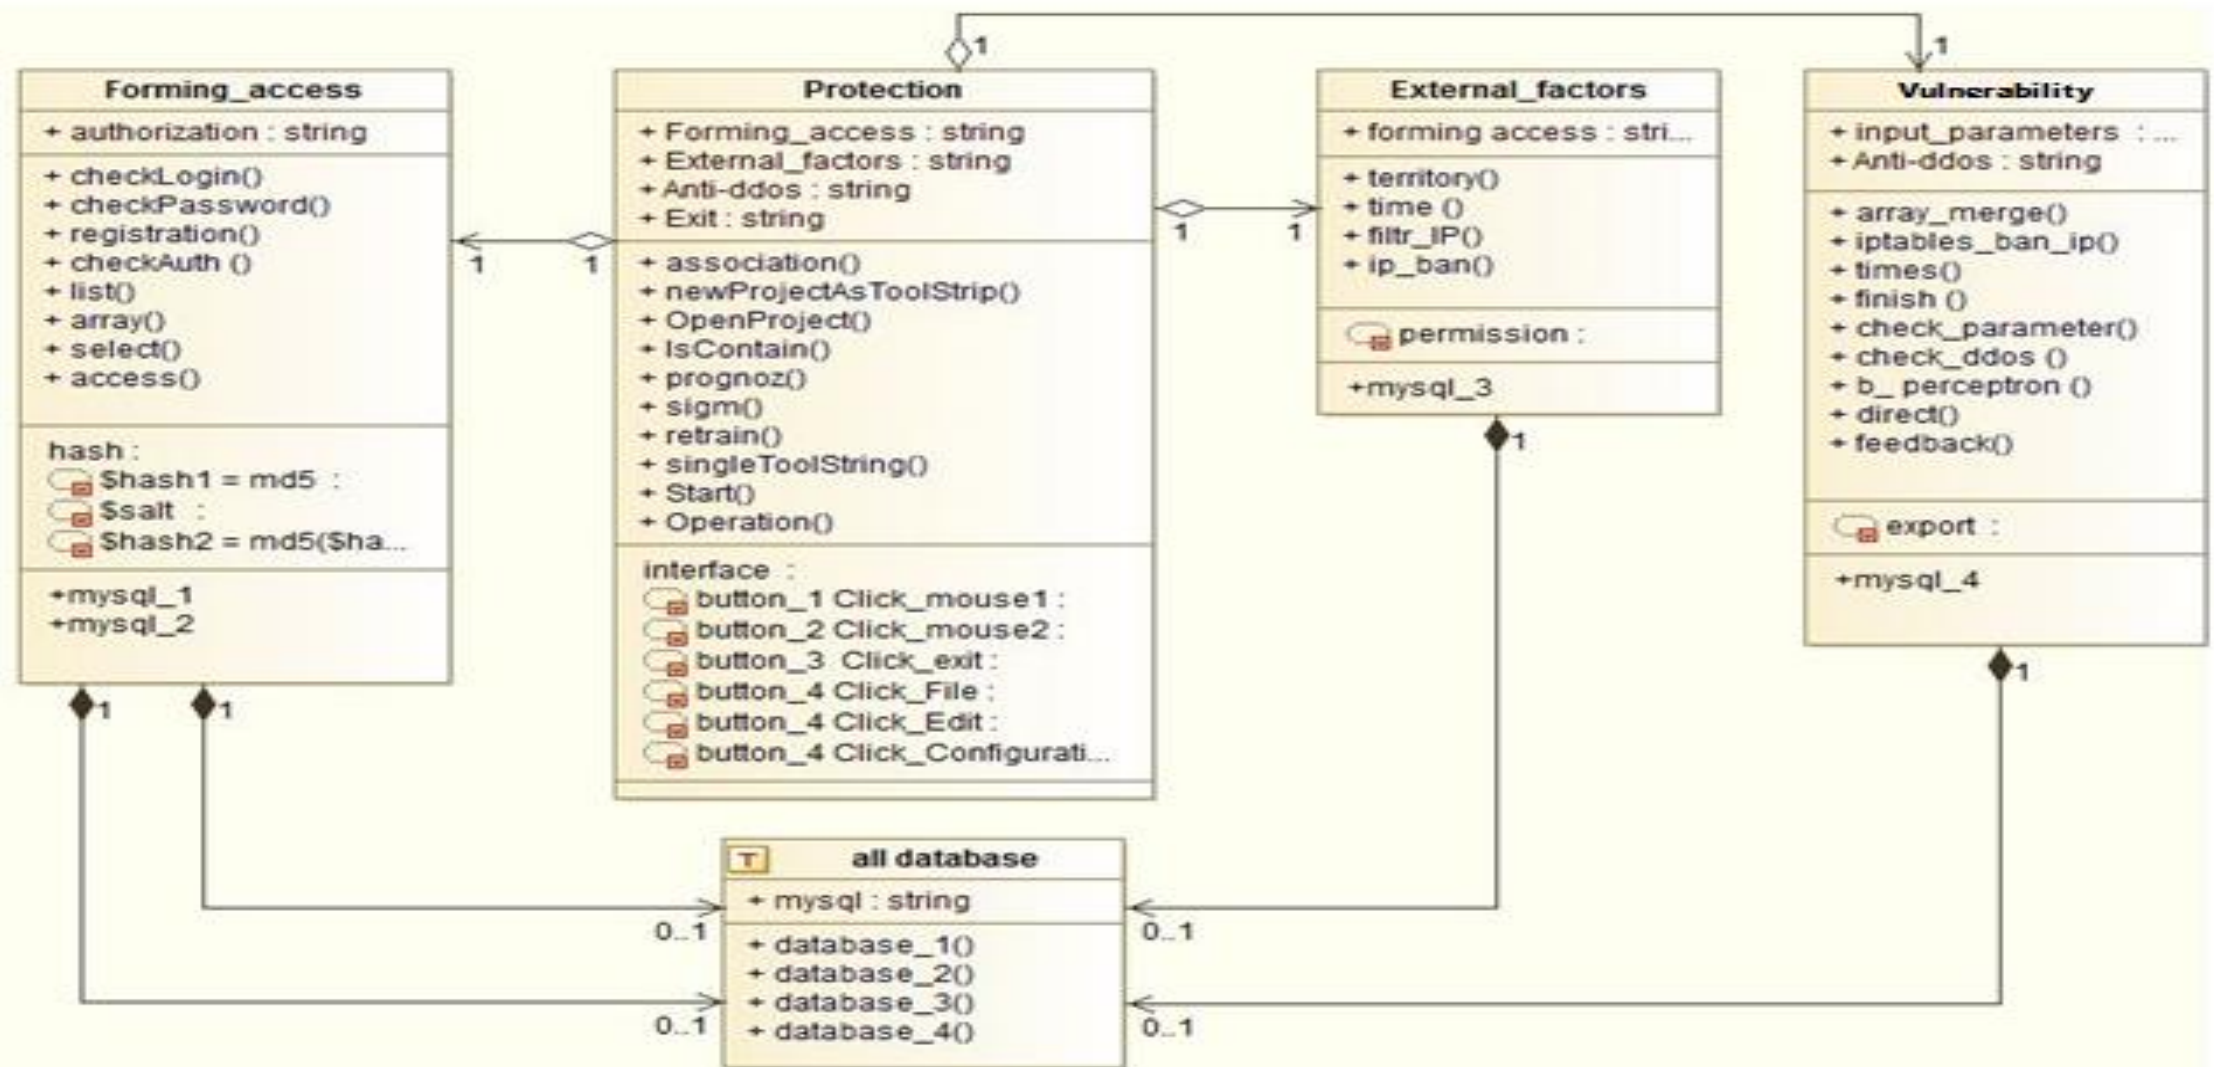 1
1
Forming_access
+ authorization : string
+ checkLogin()
+ checkPassword()
+ registration()
+ checkAuth ()
+ list()
+ array()
+ select()
+ access()
hash :
$hash1 = md5 :
$salt :
$hash2 = md5($ha...
+mysql_1
+mysql_2
1
1
1
1
Protection
+ Forming_access : string
+ External_factors : string
+ Anti-ddos : string
+ Exit : string
+ association()
+ newProjectAsToolStrip()
+ OpenProject()
+ IsContain()
+ prognoz()
+ sigm()
+ retrain()
+ singleToolString()
+ Start()
+ Operation()
interface :
button_1 Click_mouse1 :
button_2 Click_mouse2 :
button_3 Click_exit :
button_4 Click_File :
button_4 Click_Edit :
button_4 Click_Configurati...
1
1
External_factors
+ forming access : stri...
+ territory()
+ time ()
+ filtr_IP()
+ ip_ban()
permission :
+mysql_3
1
Vulnerability
+ input_parameters : ...
+ Anti-ddos : string
+ array_merge()
+ iptables_ban_ip()
+ times()
+ finish ()
+ check_parameter()
+ check_ddos ()
+ b_ perceptron ()
+ direct()
+ feedback()
export :
+mysql_4
1
T
all database
+ mysql : string
+ database_1()
+ database_2()
+ database_3()
+ database_4()
0..1
0..1
0..1
0..1